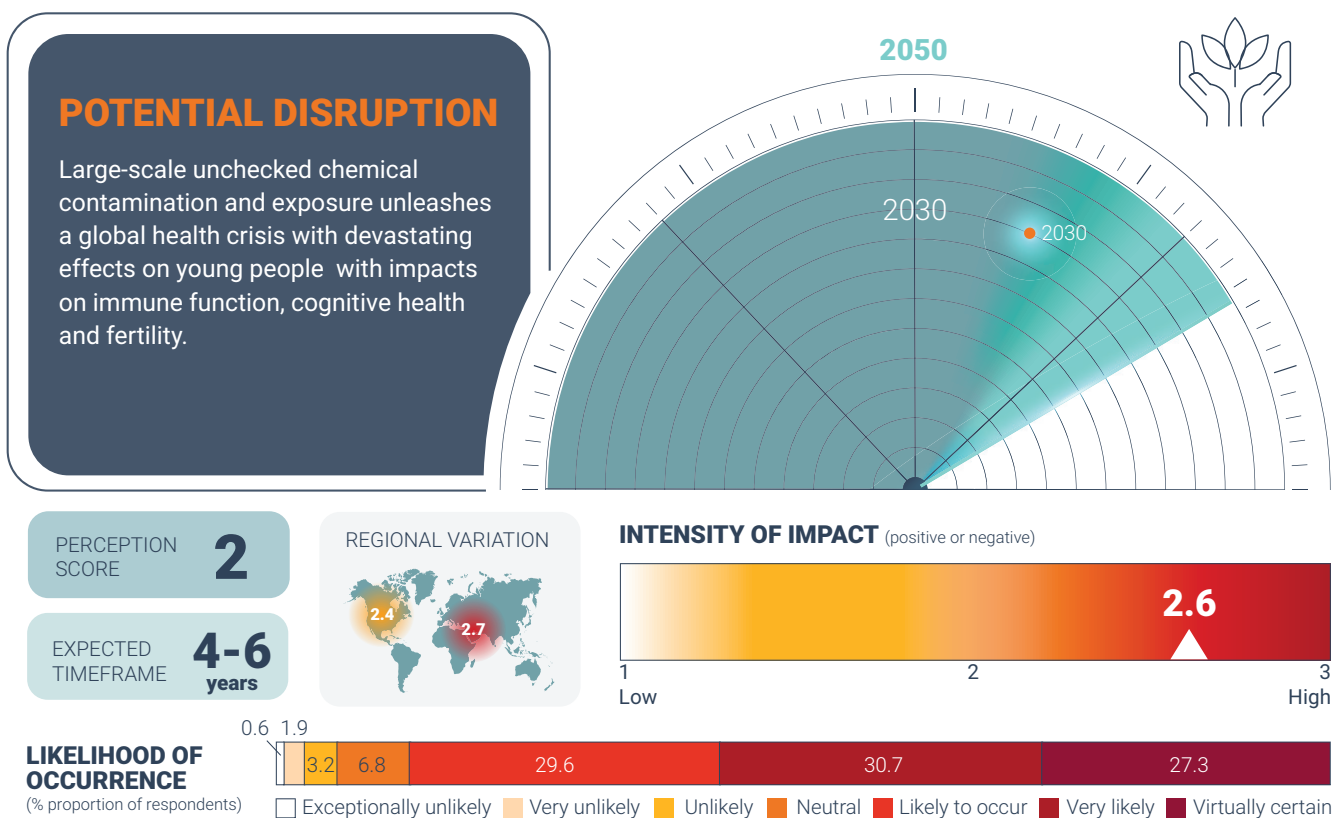 POTENTIAL DISRUPTION
Large-scale unchecked chemical
contamination and exposure unleashes
a global health crisis with devastating
effects on young people  with impacts
on immune function, cognitive health
and fertility.
2050
2030
2030
PERCEPTION
SCORE
2
EXPECTED
TIMEFRAME
4-6
years
REGIONAL VARIATION
2.4
2.7
INTENSITY OF IMPACT (positive or negative)
2.6
1 2 3
Low High
LIKELIHOOD OF
OCCURRENCE
(% proportion of respondents)
0.6 1.9
3.2 6.8 29.6 30.7 27.3
Exceptionally unlikely Very unlikely Unlikely Neutral Likely to occur Very likely Virtually certain